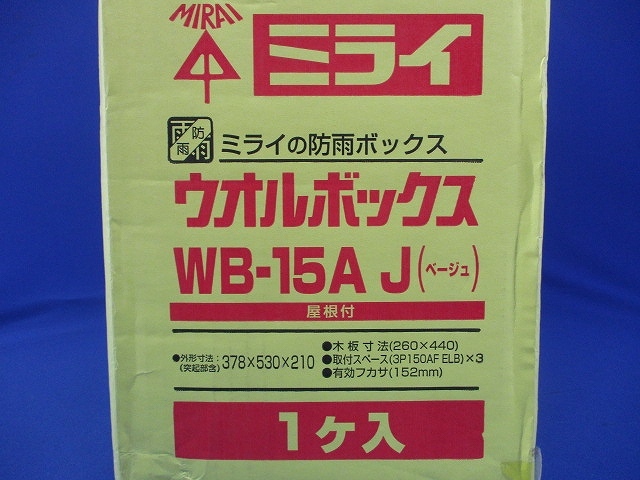 MIRAI
ミライ
雨 防雨
ミライの防雨ボックス
ウオルボックス
WB-15A J(ベージュ)
屋根付
●外形寸法：378×530×210
(突起部含)
●木板寸法(260×440)
●取付スペース(3P150AF ELB)×3
●有効フカサ(152mm)
1ケ入